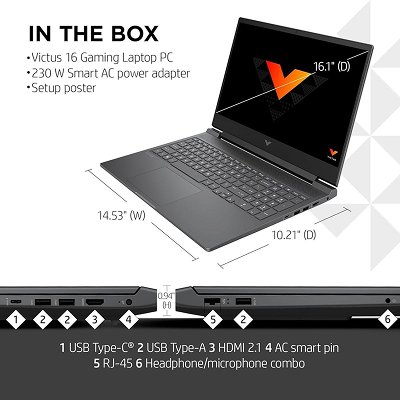 IN THE BOX
•Victus 16 Gaming Laptop PC
•230 W Smart AC power adapter
•Setup poster
16.1" (D)
14.53" (W)
10.21" (D)
0.94"
(H)
1 2 2 3 4 5 2 6
1 USB Type-C® 2 USB Type-A 3 HDMI 2.1 4 AC smart pin
5 RJ-45 6 Headphone/microphone combo